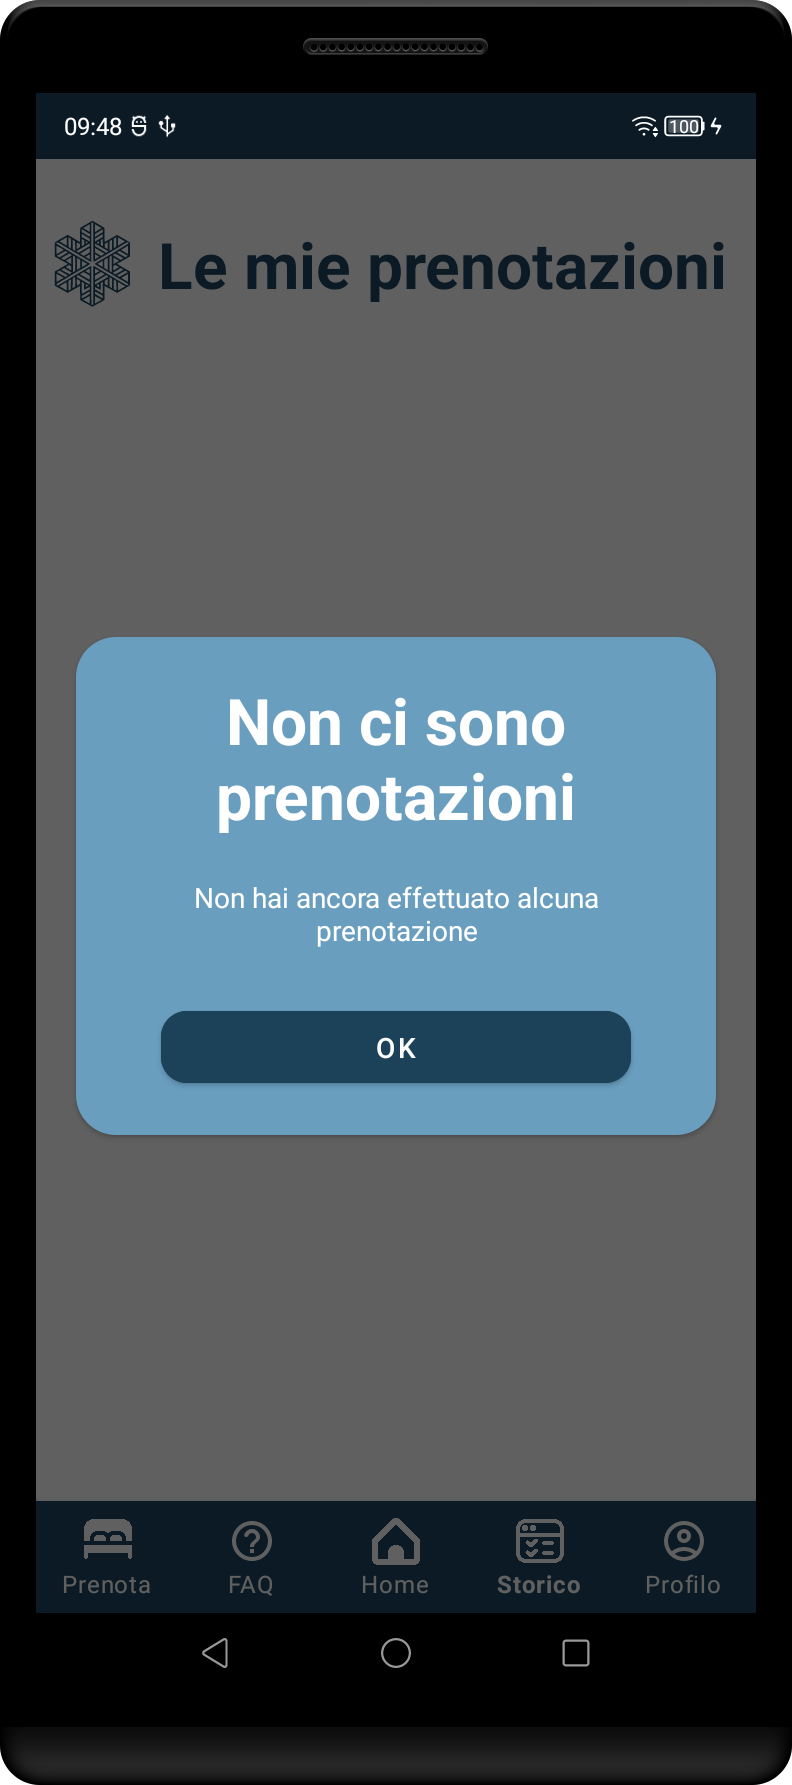 09:48
100
Le mie prenotazioni
Non ci sono
prenotazioni
Non hai ancora effettuato alcuna
prenotazione
OK
Prenota FAQ Home Storico Profilo